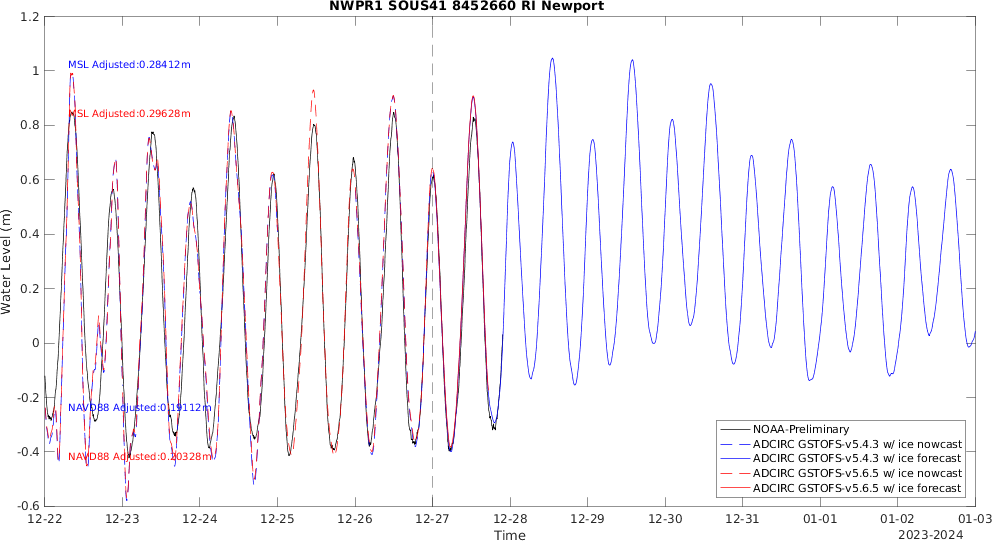 NWPR1 SOUS41 8452660 RI Newport
1.2
1
0.8
0.6
0.4
0.2
0
-0.2
-0.4
-0.6
Water Level (m)
MSL Adjusted:0.28412m
MSL Adjusted:0.29628m
NAVD88 Adjusted:0.19112m
NAVD88 Adjusted:0.20328m
NOAA-Preliminary
ADCIRC GSTOFS-v5.4.3 w/ ice nowcast
ADCIRC GSTOFS-v5.4.3 w/ ice forecast
ADCIRC GSTOFS-v5.6.5 w/ ice nowcast
ADCIRC GSTOFS-v5.6.5 w/ ice forecast
12-22 12-23 12-24 12-25 12-26 12-27 12-28 12-29 12-30 12-31 01-01 01-02 01-03
Time
2023-2024